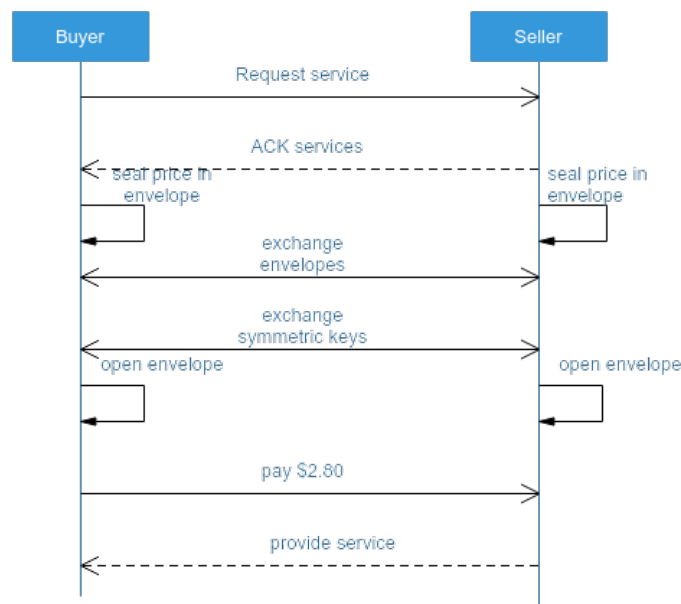 Buyer
Seller
Request service
ACK services
seal price in
envelope
seal price in
envelope
exchange
envelopes
exchange
symmetric keys
open envelope
open envelope
pay $2.80
provide service